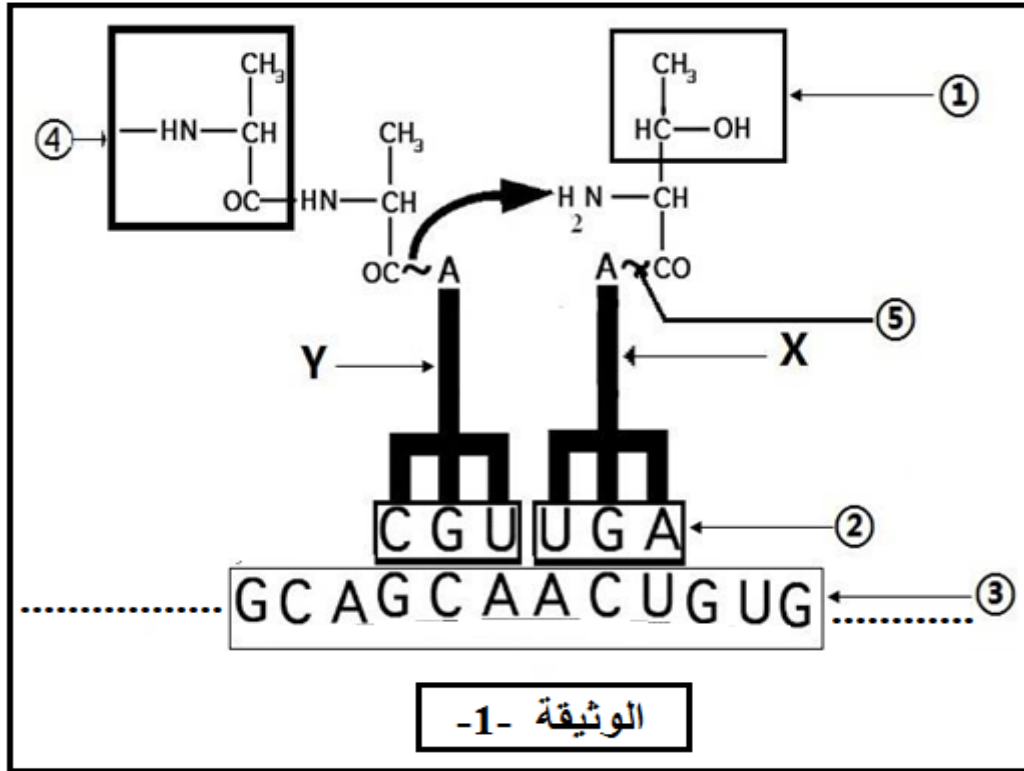 CH3 CH3 ①
④ HN CH CH3 HC OH
OC HN CH H2N CH
OC ~ A A ~ CO
⑤
Y X
C G U U G A ②
............ G C A G C A A C U G U G ............ ③
الوثيقة -1-